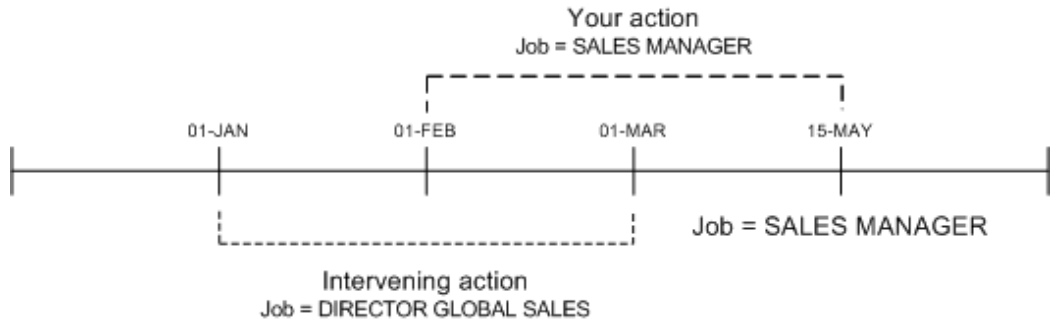 Your action
Job = SALES MANAGER
01-JAN 01-FEB 01-MAR 15-MAY
Job = SALES MANAGER
Intervening action
Job = DIRECTOR GLOBAL SALES